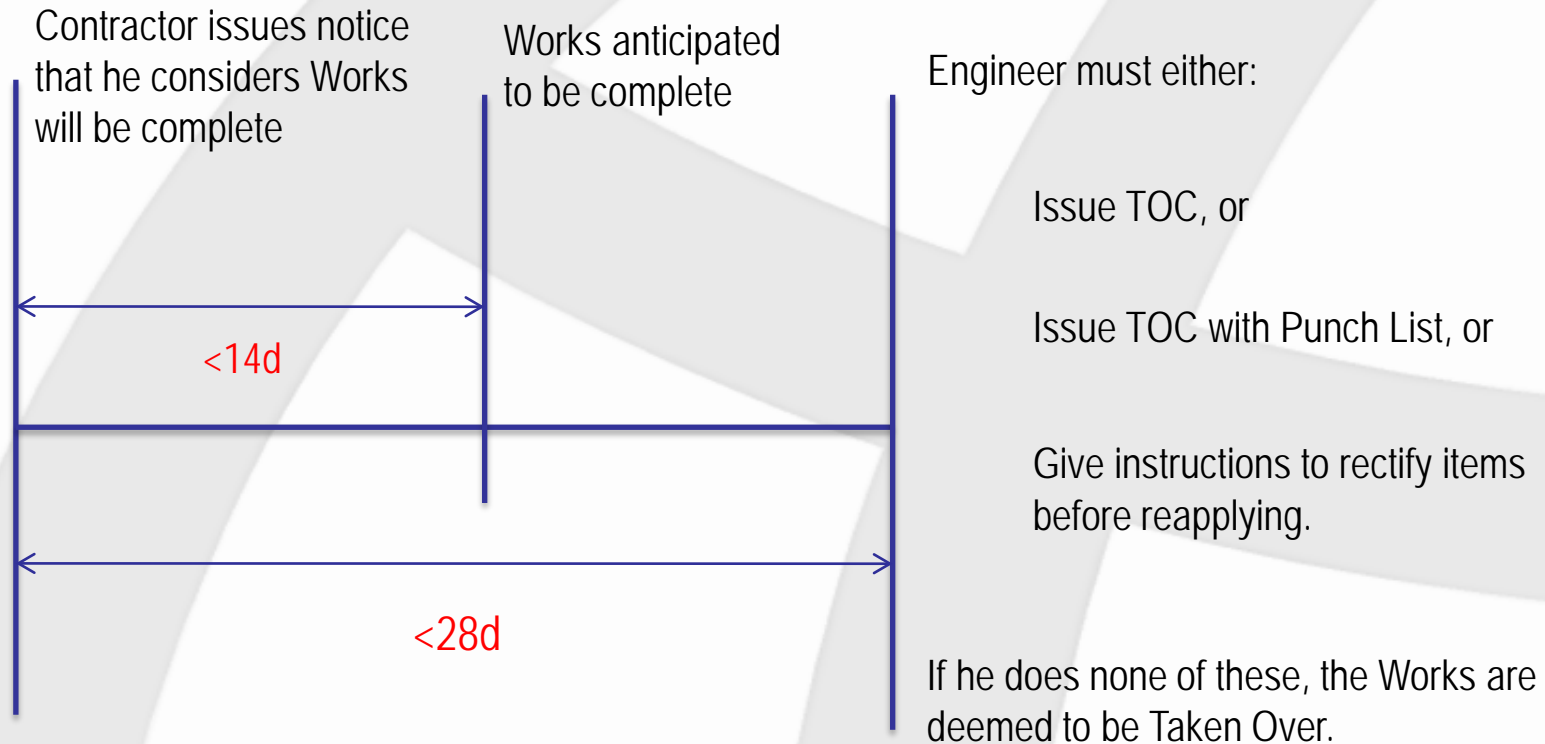 Contractor issues notice
that he considers Works
will be complete
Works anticipated
to be complete
<14d
<28d
Engineer must either:
Issue TOC, or
Issue TOC with Punch List, or
Give instructions to rectify items
before reapplying.
If he does none of these, the Works are
deemed to be Taken Over.